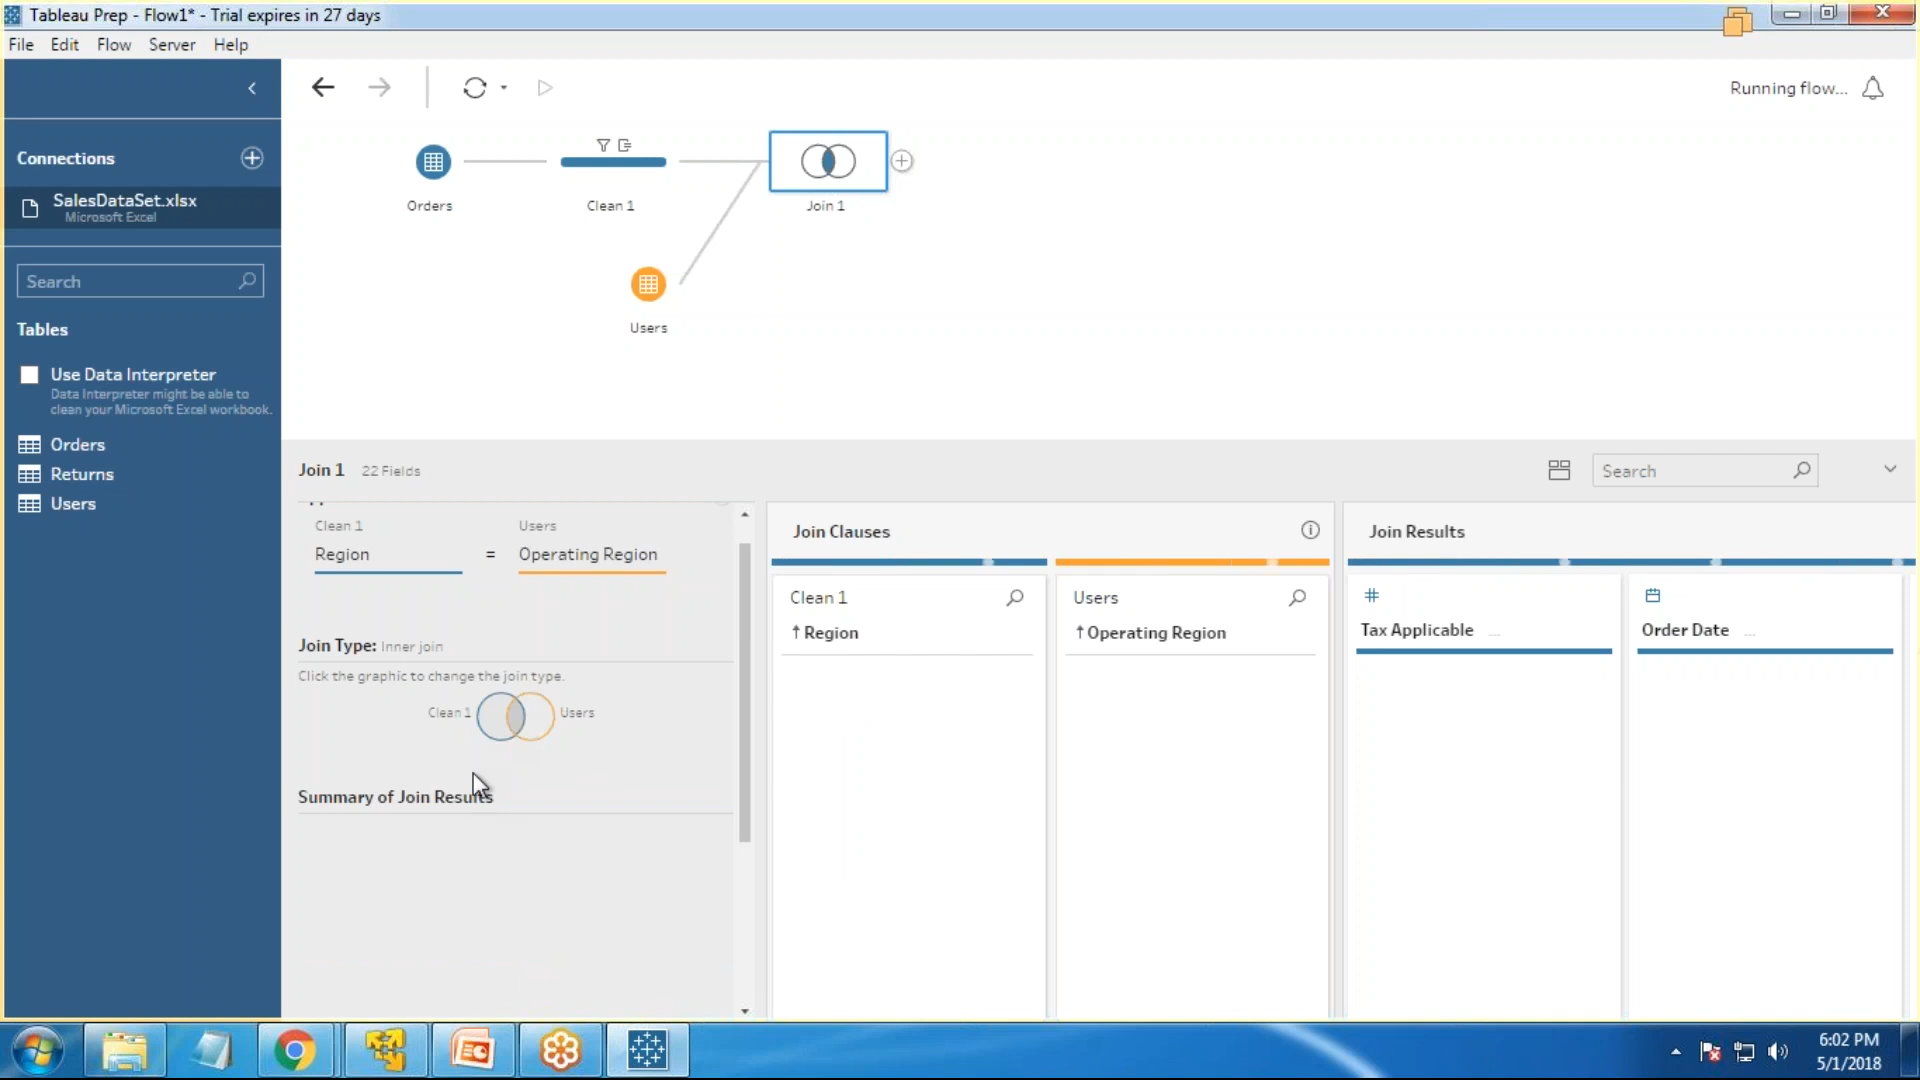 Tableau Prep - Flow1* - Trial expires in 27 days
File Edit Flow Server Help
Running flow...
Connections
SalesDataSet.xlsx
Microsoft Excel
Search
Tables
Use Data Interpreter
Data Interpreter might be able to
clean your Microsoft Excel workbook.
Orders
Returns
Users
Orders
Clean 1
Join 1
Users
Join 1 22 Fields
Search
Clean 1 Users
Region = Operating Region
Join Type: Inner join
Click the graphic to change the join type.
Clean 1 Users
Summary of Join Results
Join Clauses
Clean 1
Region
Users
Operating Region
Join Results
#
Tax Applicable ...
Order Date ...
6:02 PM
5/1/2018